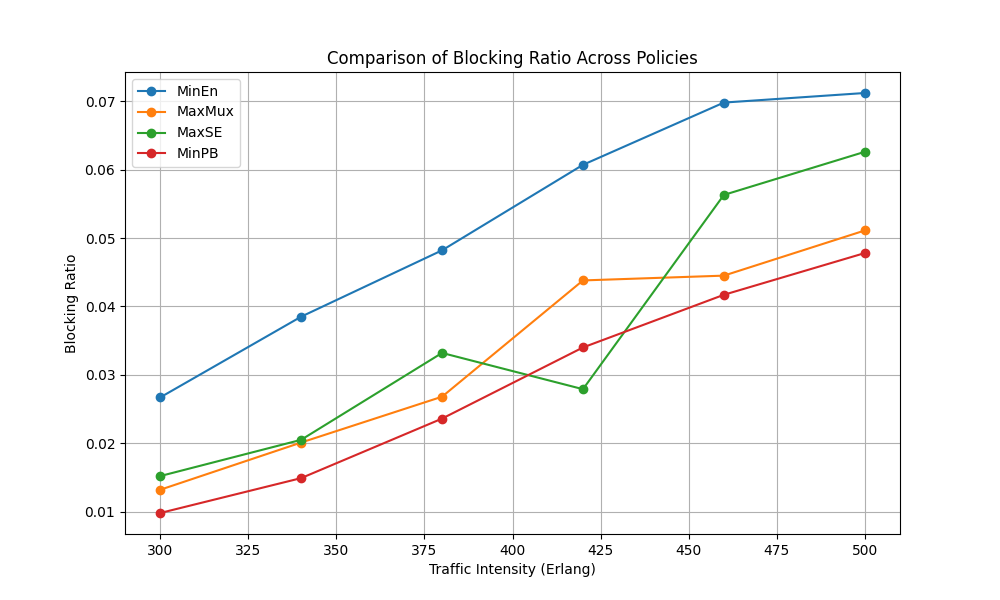 Comparison of Blocking Ratio Across Policies
MinEn
MaxMux
MaxSE
MinPB
Blocking Ratio
0.07
0.06
0.05
0.04
0.03
0.02
0.01
300 325 350 375 400 425 450 475 500
Traffic Intensity (Erlang)